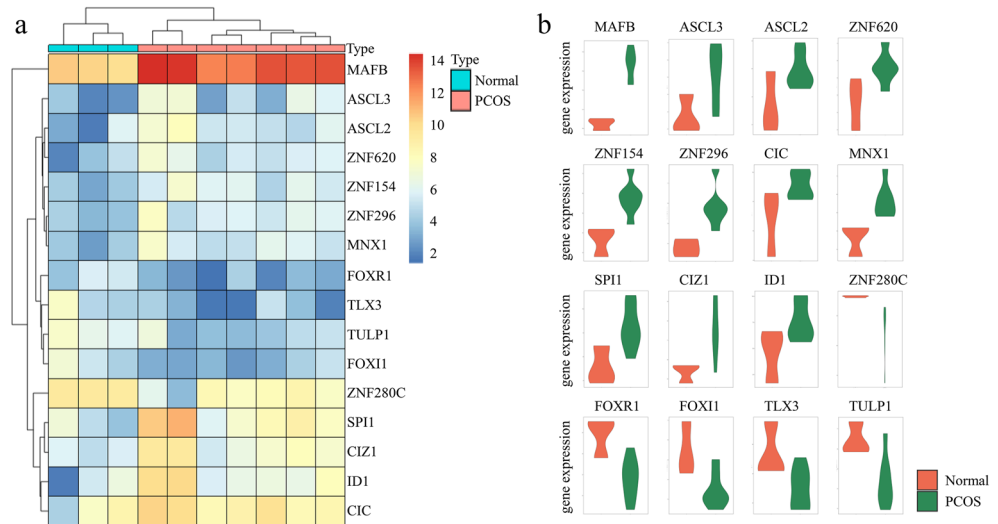 a
Type
MAFB
ASCL3
ASCL2
ZNF620
ZNF154
ZNF296
MNX1
FOXR1
TLX3
TULP1
FOXI1
ZNF280C
SPI1
CIZ1
ID1
CIC
14
12
10
8
6
4
2
Type
Normal
PCOS
b
MAFB ASCL3 ASCL2 ZNF620
gene expression
ZNF154 ZNF296 CIC MNX1
gene expression
SPI1 CIZ1 ID1 ZNF280C
gene expression
FOXR1 FOXI1 TLX3 TULP1
gene expression
Normal
PCOS